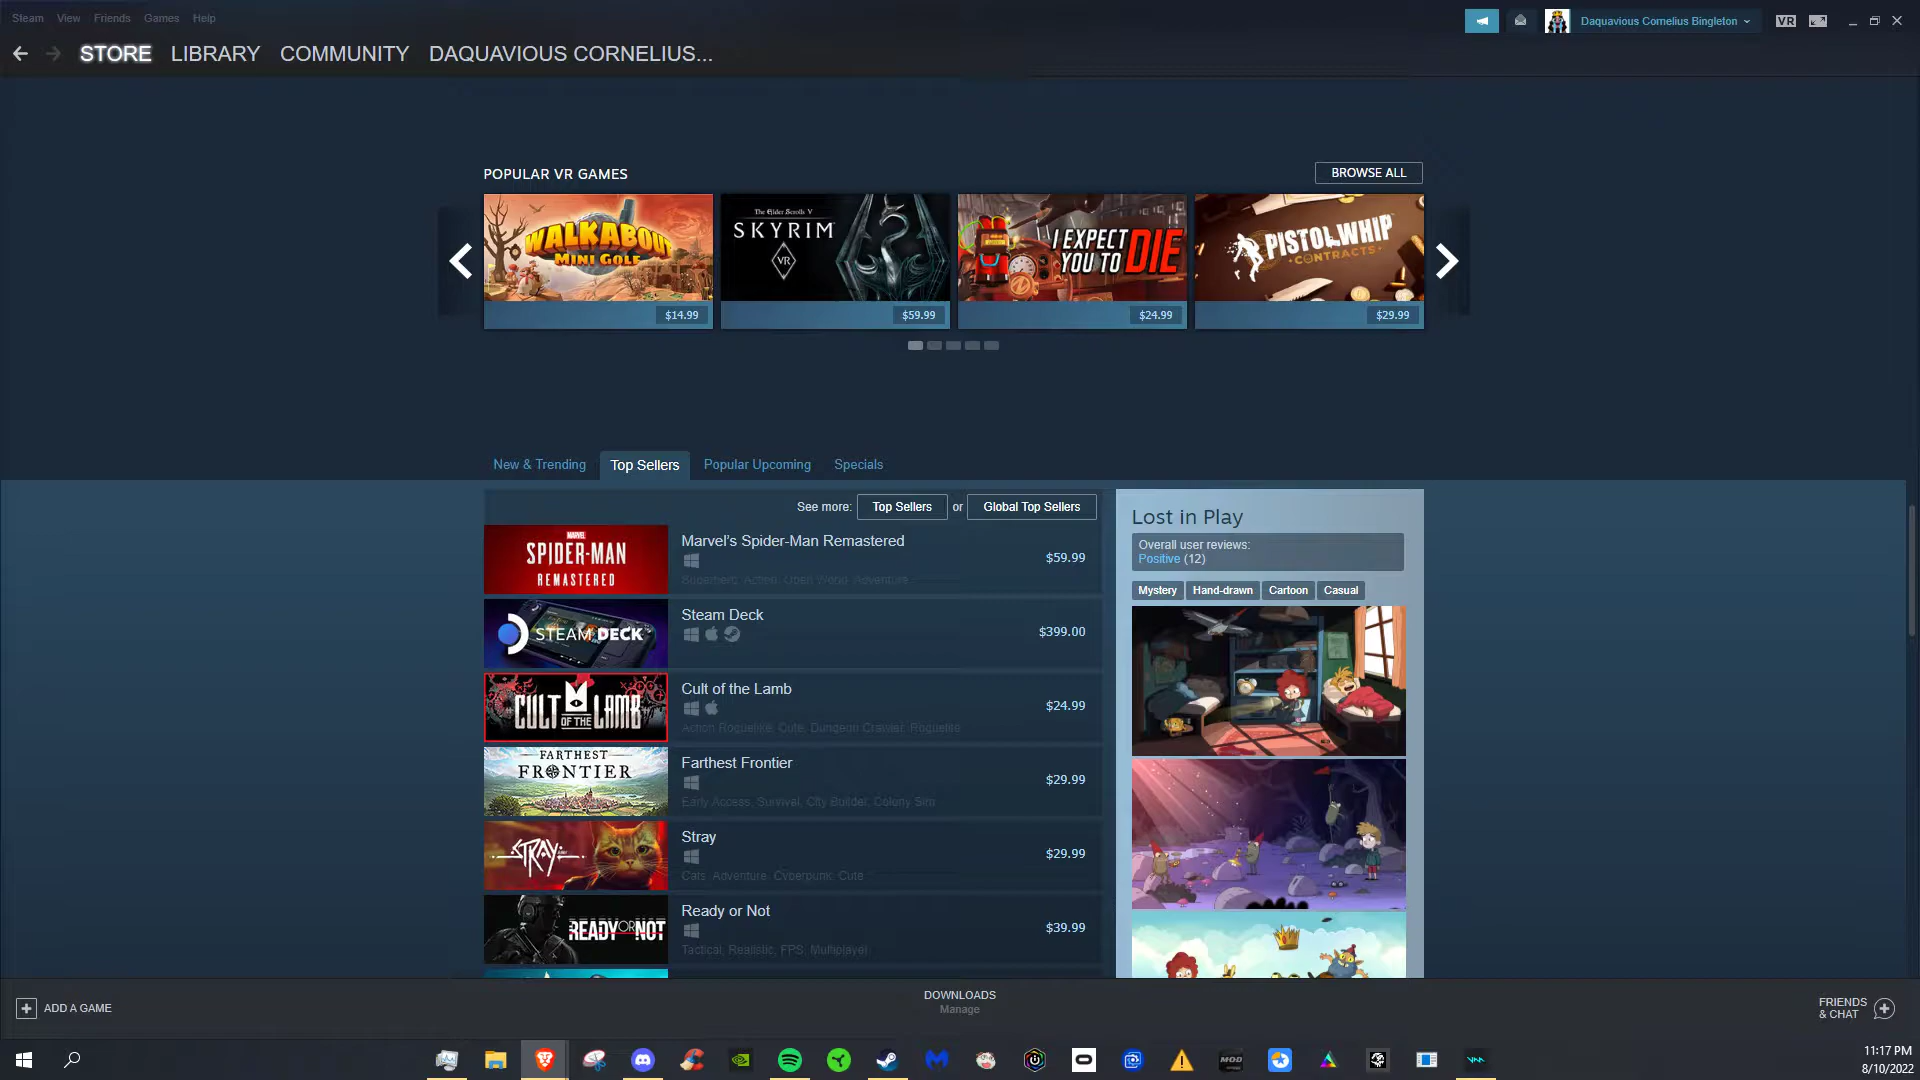 Steam View Friends Games Help
Daquavious Cornelius Bingleton
VR
STORE LIBRARY COMMUNITY DAQUAVIOUS CORNELIUS...
POPULAR VR GAMES
BROWSE ALL
WALKABOUT
MINI GOLF
$14.99
The Elder Scrolls V
SKYRIM
VR
$59.99
I EXPECT
YOU TO DIE
$24.99
PISTOL WHIP
CONTRACTS
$29.99
New & Trending Top Sellers Popular Upcoming Specials
See more: Top Sellers or Global Top Sellers
MARVEL
SPIDER-MAN
REMASTERED
Marvel's Spider-Man Remastered
$59.99
Superhero, Action, Open World, Adventure
STEAM DECK
Steam Deck
$399.00
CULT OF THE LAMB
Cult of the Lamb
$24.99
Action Roguelike, Cute, Dungeon Crawler, Roguelike
FARTHEST
FRONTIER
Farthest Frontier
$29.99
Early Access, Survival, City Builder, Colony Sim
STRAY
Stray
$29.99
Cats, Adventure, Cyberpunk, Cute
READY OR NOT
Ready or Not
$39.99
Tactical, Realistic, FPS, Multiplayer
Lost in Play
Overall user reviews:
Positive (12)
Mystery Hand-drawn Cartoon Casual
ADD A GAME
DOWNLOADS
Manage
FRIENDS
& CHAT
MOD
11:17 PM
8/10/2022